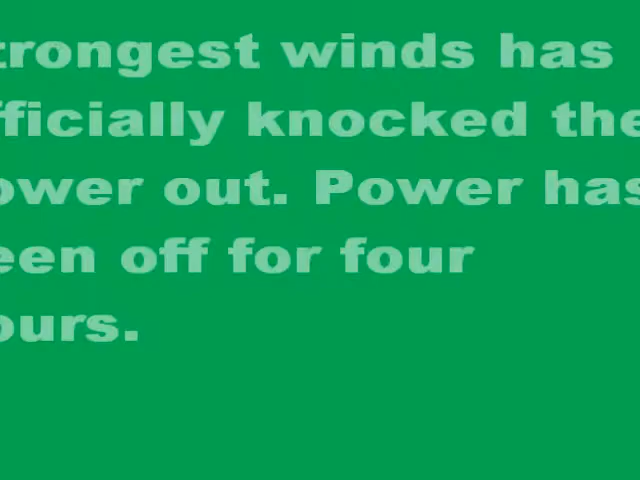 trongest winds has
fficially knocked the
ower out. Power has
een off for four
ours.